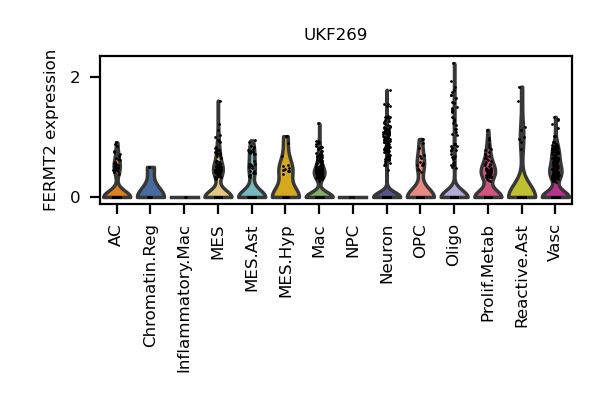 UKF269
FERMT2 expression
2
0
AC
Chromatin.Reg
Inflammatory.Mac
MES
MES.Ast
MES.Hyp
Mac
NPC
Neuron
OPC
Oligo
Prolif.Metab
Reactive.Ast
Vasc